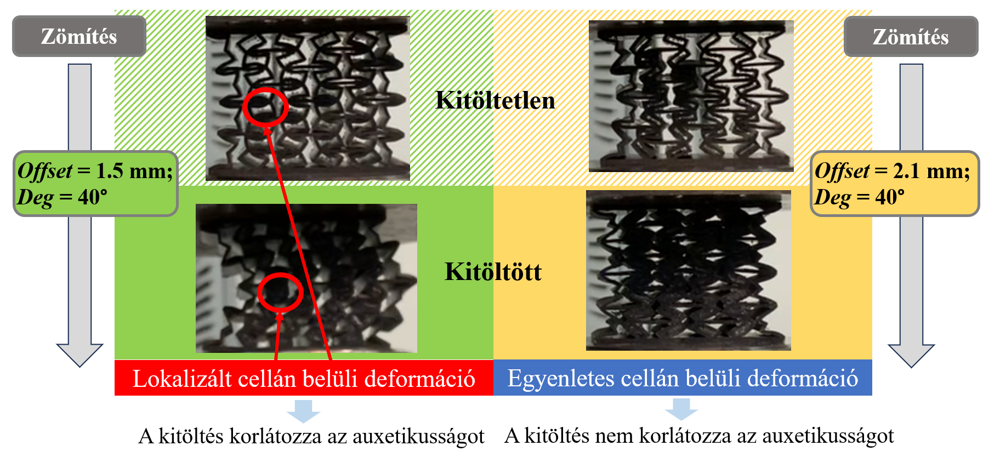 Zömítés
Zömítés
Kitöltetlen
Offset = 1.5 mm;
Deg = 40°
Offset = 2.1 mm;
Deg = 40°
Kitöltött
Lokalizált cellán belüli deformáció
Egyenletes cellán belüli deformáció
A kitöltés korlátozza az auxetikusságot
A kitöltés nem korlátozza az auxetikusságot